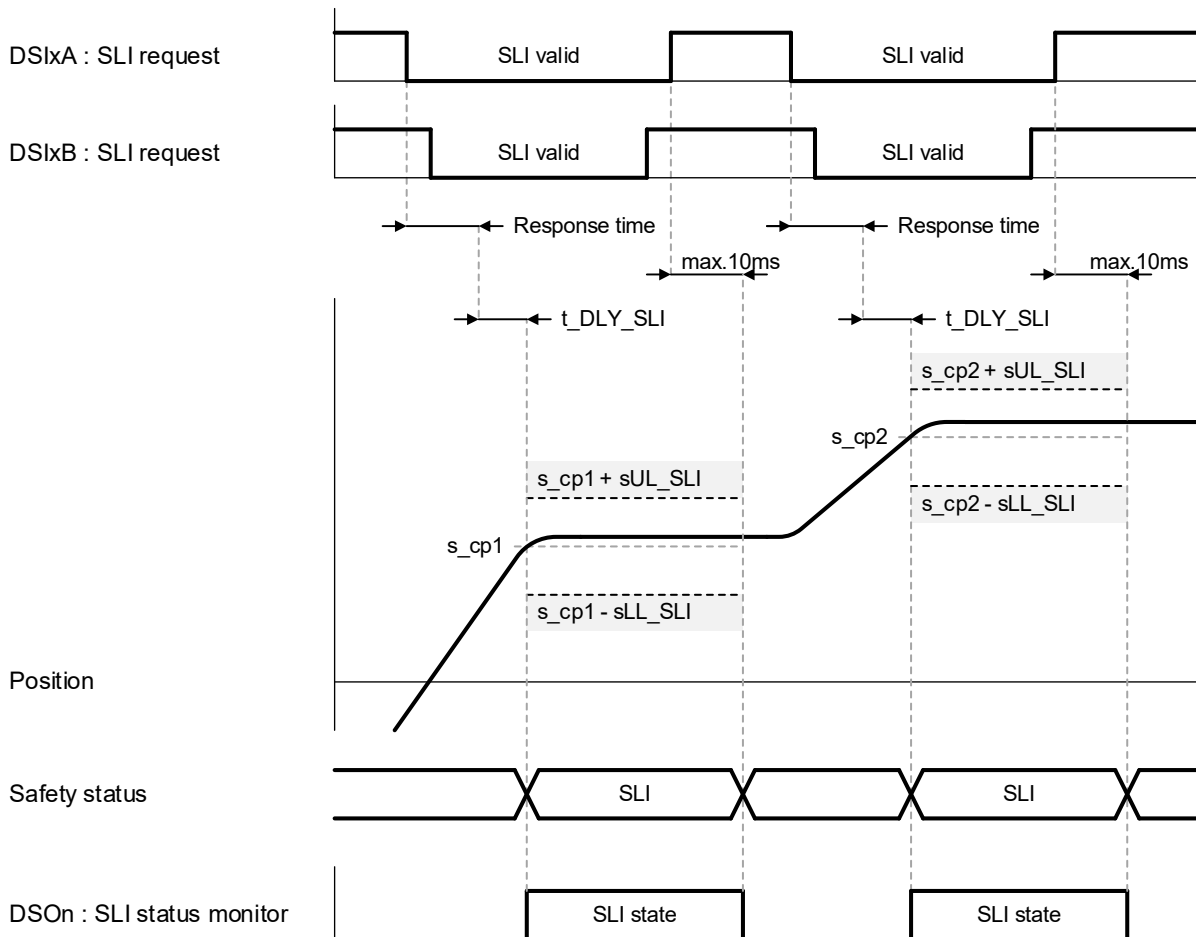 DSIxA : SLI request
SLI valid
SLI valid
DSIxB : SLI request
SLI valid
SLI valid
Response time
Response time
max.10ms
max.10ms
t_DLY_SLI
t_DLY_SLI
s_cp2 + sUL_SLI
s_cp2
s_cp1 + sUL_SLI
s_cp2 - sLL_SLI
s_cp1
s_cp1 - sLL_SLI
Position
Safety status
SLI
SLI
DSOn : SLI status monitor
SLI state
SLI state